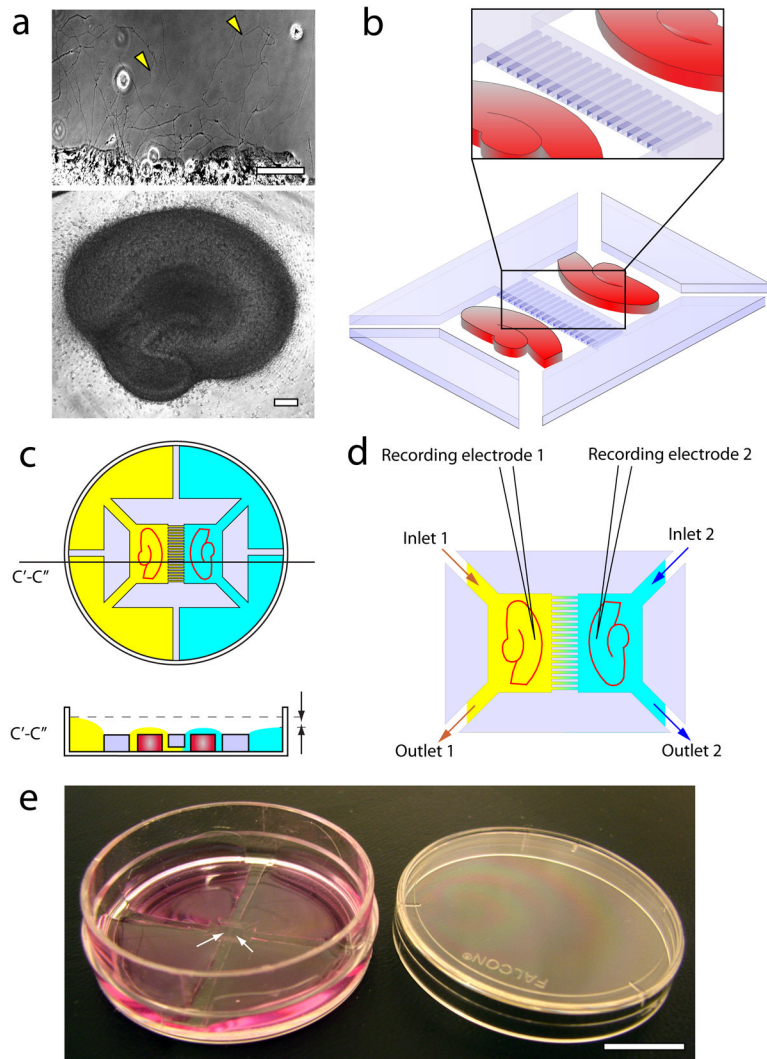 a
b
c
C′-C″
C′-C″
d
Recording electrode 1
Recording electrode 2
Inlet 1
Inlet 2
Outlet 1
Outlet 2
e
FALCON®